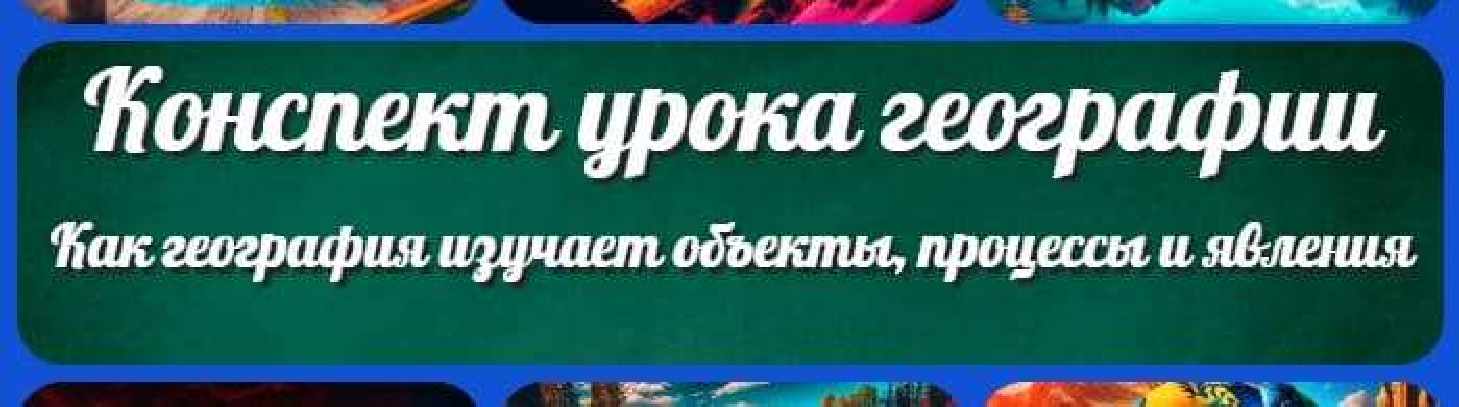 Конспект урока географии
Как география изучает объекты, процессы и явления